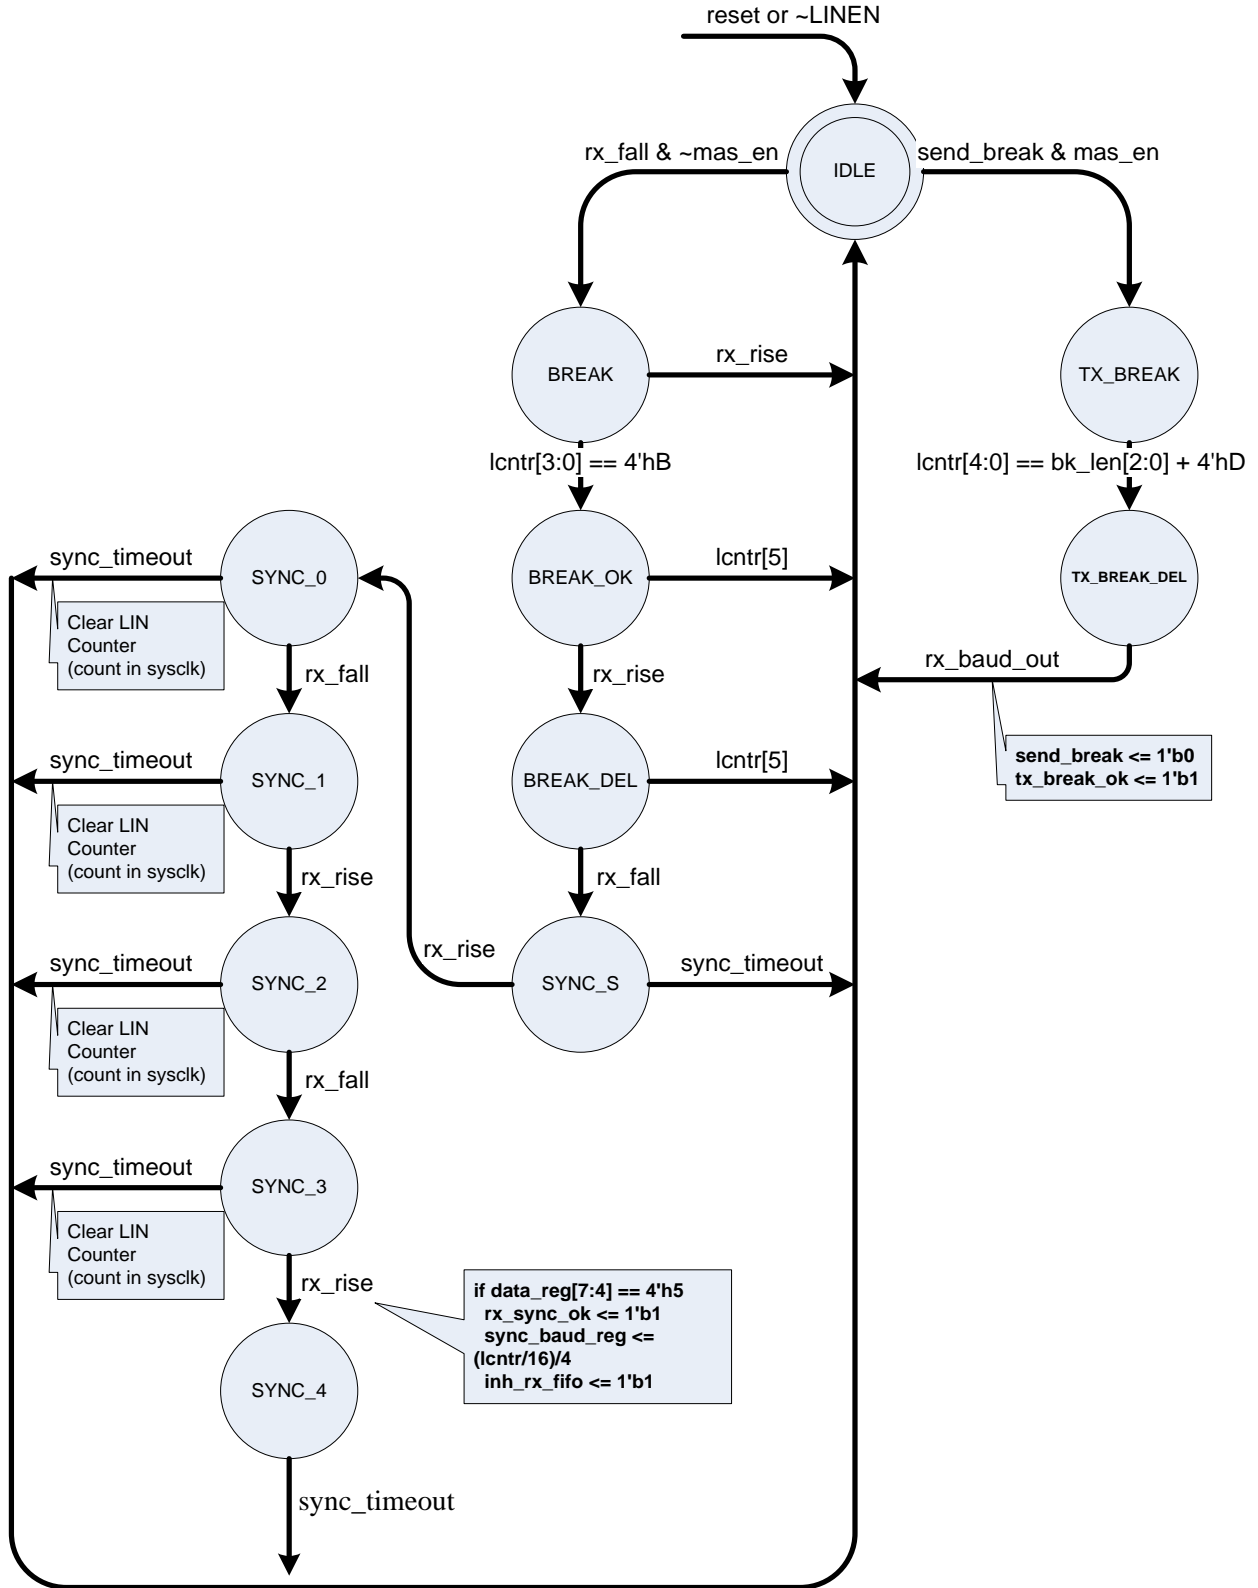 reset or ~LINEN
rx_fall & ~mas_en
IDLE
send_break & mas_en
BREAK
rx_rise
TX_BREAK
lcntr[3:0] == 4'hB
lcntr[4:0] == bk_len[2:0] + 4'hD
sync_timeout
SYNC_0
BREAK_OK
lcntr[5]
TX_BREAK_DEL
Clear LIN
Counter
(count in sysclk)
rx_fall
rx_rise
rx_baud_out
sync_timeout
SYNC_1
BREAK_DEL
lcntr[5]
send_break <= 1'b0
tx_break_ok <= 1'b1
Clear LIN
Counter
(count in sysclk)
rx_rise
rx_fall
sync_timeout
SYNC_2
rx_rise
SYNC_S
sync_timeout
Clear LIN
Counter
(count in sysclk)
rx_fall
sync_timeout
SYNC_3
Clear LIN
Counter
(count in sysclk)
rx_rise
if data_reg[7:4] == 4'h5
rx_sync_ok <= 1'b1
sync_baud_reg <=
(lcntr/16)/4
inh_rx_fifo <= 1'b1
SYNC_4
sync_timeout